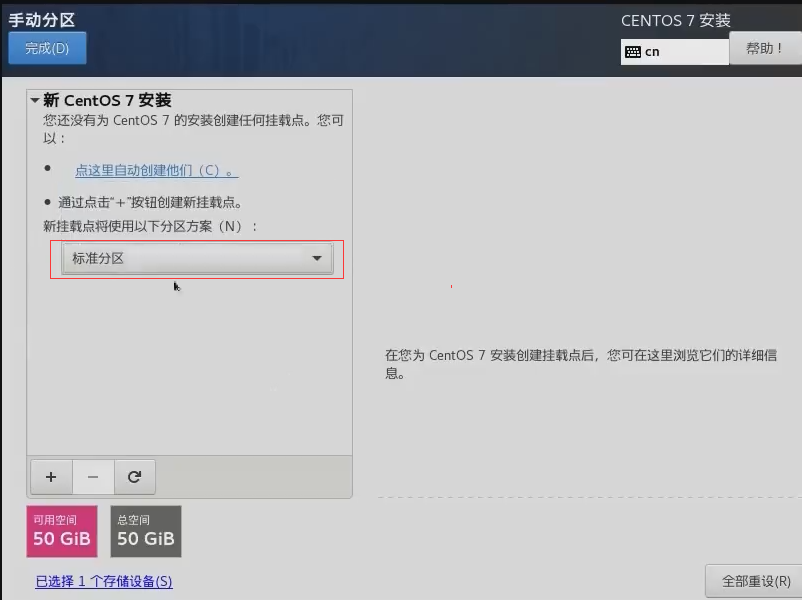 手动分区
CENTOS 7 安装
完成(D)
cn
帮助！
新 CentOS 7 安装
您还没有为 CentOS 7 的安装创建任何挂载点。您可
以：
点这里自动创建他们（C）。
通过点击“+”按钮创建新挂载点。
新挂载点将使用以下分区方案（N）：
标准分区
在您为 CentOS 7 安装创建挂载点后，您可在这里浏览它们的详细信
息。
+ −
可用空间
50 GiB
总空间
50 GiB
已选择 1 个存储设备(S)
全部重设(R)